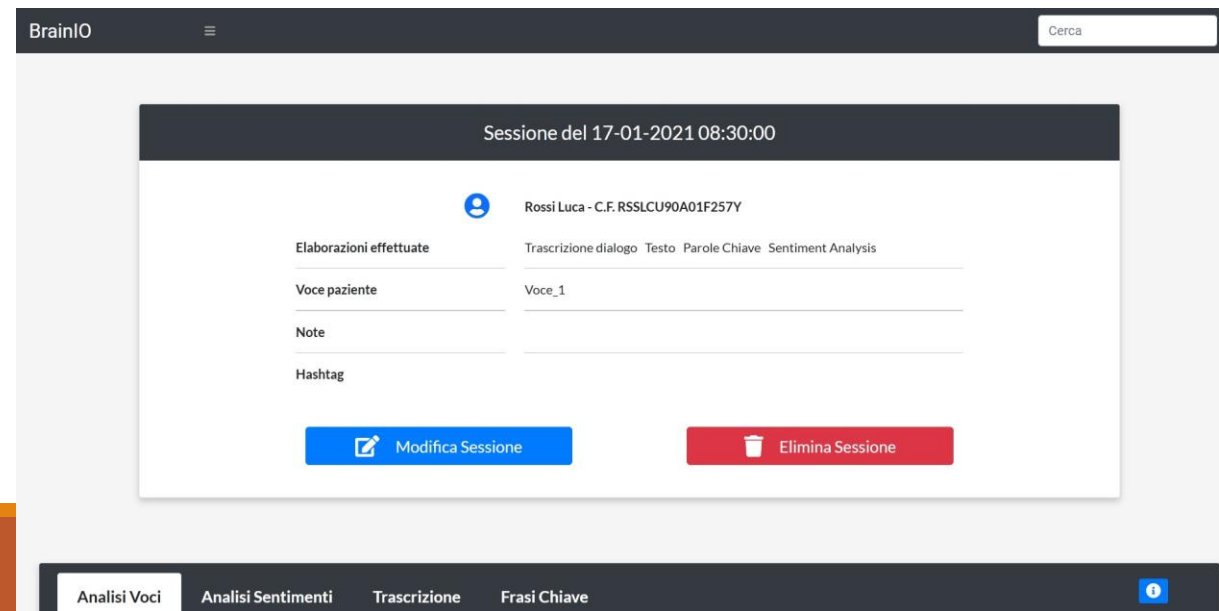 BrainIO
Cerca
Sessione del 17-01-2021 08:30:00
Rossi Luca - C.F. RSSLCU90A01F257Y
Elaborazioni effettuate Trascrizione dialogo Testo Parole Chiave Sentiment Analysis
Voce paziente Voce_1
Note
Hashtag
Modifica Sessione Elimina Sessione
Analisi Voci Analisi Sentimenti Trascrizione Frasi Chiave